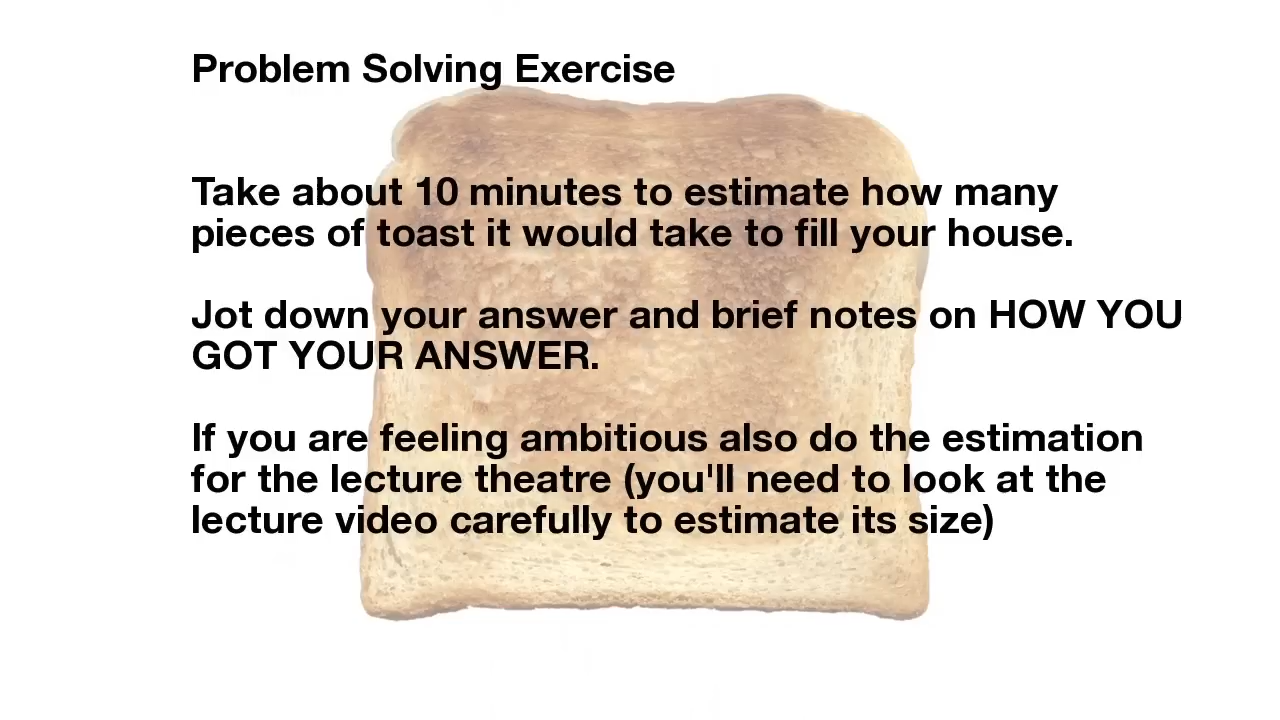 Problem Solving Exercise
Take about 10 minutes to estimate how many
pieces of toast it would take to fill your house.
Jot down your answer and brief notes on HOW YOU
GOT YOUR ANSWER.
If you are feeling ambitious also do the estimation
for the lecture theatre (you'll need to look at the
lecture video carefully to estimate its size)